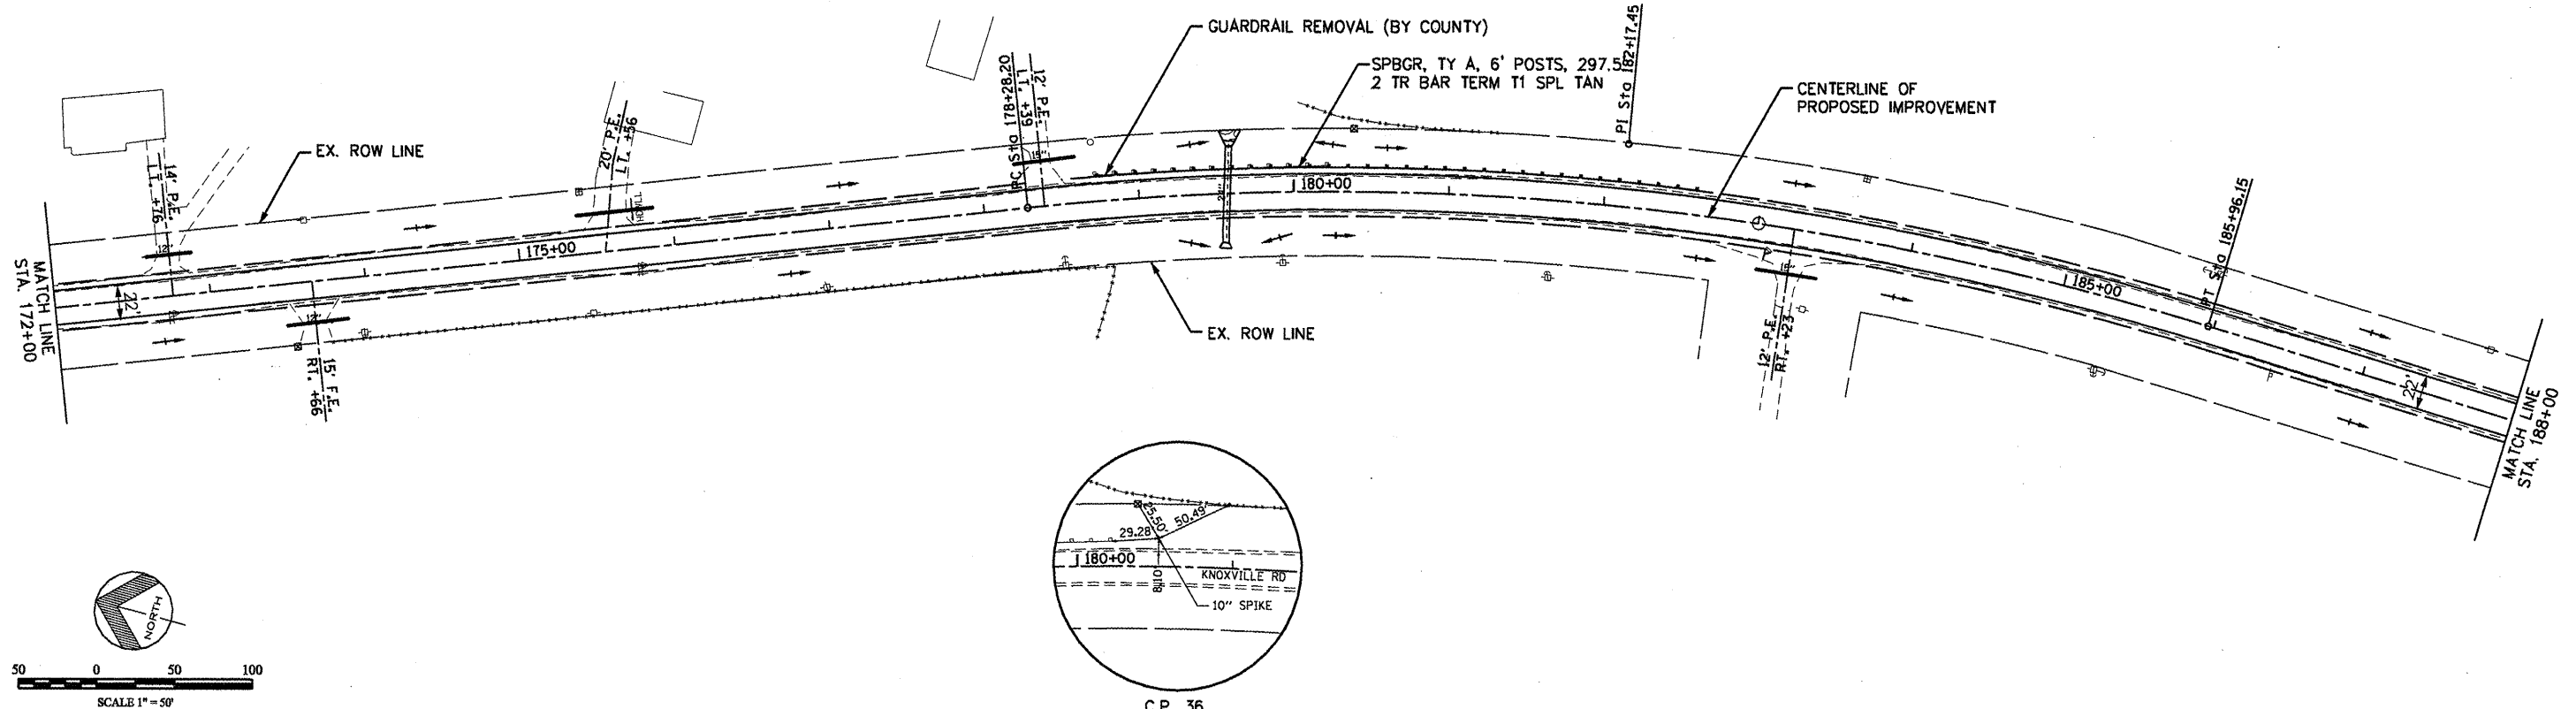 GUARDRAIL REMOVAL (BY COUNTY)
SPBGR, TY A, 6' POSTS, 297.5
2 TR BAR TERM T1 SPL TAN
PI Sta 182+17.45
CENTERLINE OF
PROPOSED IMPROVEMENT
EX. ROW LINE
14' P.E.
LT. +76
12"
20' P.E.
LT. +56
PC Sta 178+28.20
12' P.E.
LT. +39
15"
180+00
175+00
185+00
PT Sta 185+96.15
MATCH LINE
STA. 172+00
22'
12"
15' F.E.
RT. +66
EX. ROW LINE
12' P.E.
RT. +23
22'
MATCH LINE
STA. 188+00
25.50'
50.49'
29.28'
180+00
8.10'
KNOXVILLE RD
10" SPIKE
C.P. 36
NORTH
50 0 50 100
SCALE 1" = 50'